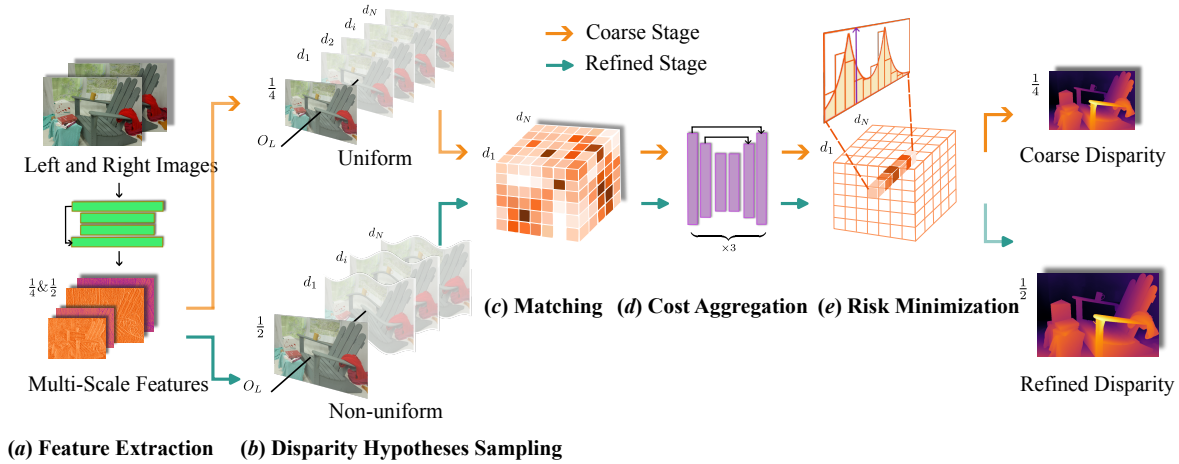 Left and Right Images
1/4&1/2
Multi-Scale Features
(a) Feature Extraction
d_N
d_i
d_2
d_1
1/4
O_L
Uniform
d_N
d_i
d_1
1/2
O_L
Non-uniform
(b) Disparity Hypotheses Sampling
Coarse Stage
Refined Stage
d_N
d_1
(c) Matching
×3
(d) Cost Aggregation
d_N
d_1
(e) Risk Minimization
1/4
Coarse Disparity
1/2
Refined Disparity